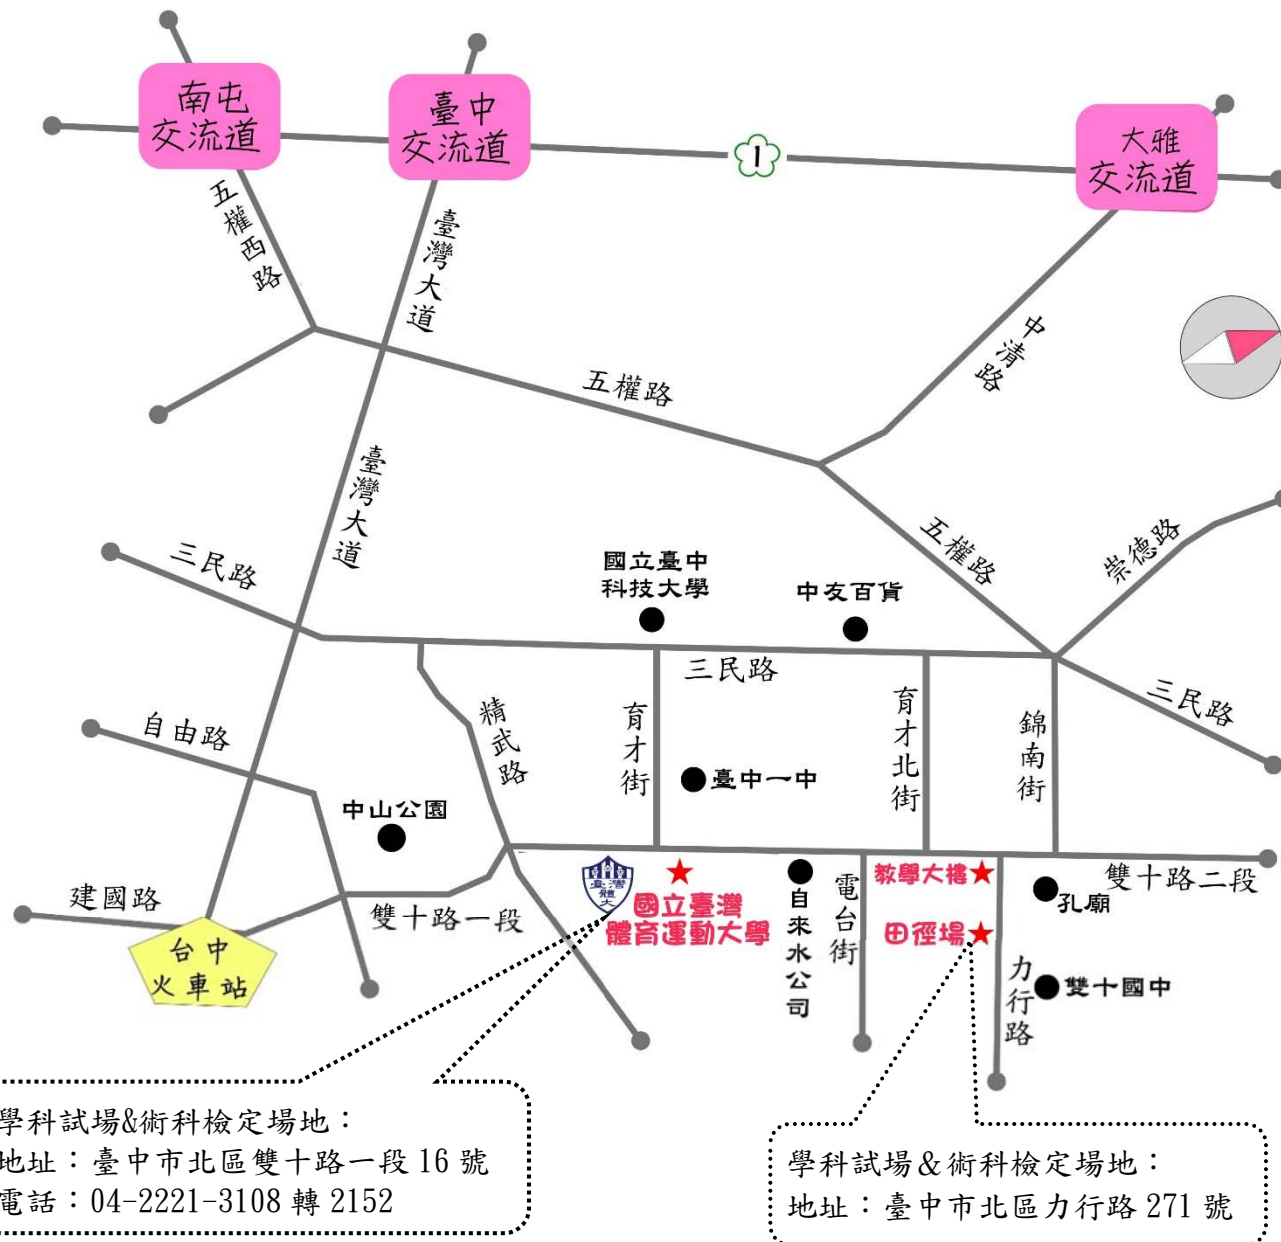 南屯
交流道
臺中
交流道
1
大雅
交流道
五權西路
臺灣大道
中清路
五權路
臺灣大道
五權路
崇德路
三民路
國立臺中
科技大學
中友百貨
三民路
三民路
自由路
精武路
育才街
育才北街
錦南街
臺中一中
中山公園
建國路
雙十路一段
台中
火車站
臺灣
體
大
國立臺灣
體育運動大學
自來水公司
電台街
教學大樓
田徑場
雙十路二段
孔廟
力行路
雙十國中
學科試場&術科檢定場地：
地址：臺中市北區雙十路一段 16 號
電話：04-2221-3108 轉 2152
學科試場＆術科檢定場地：
地址：臺中市北區力行路 271 號